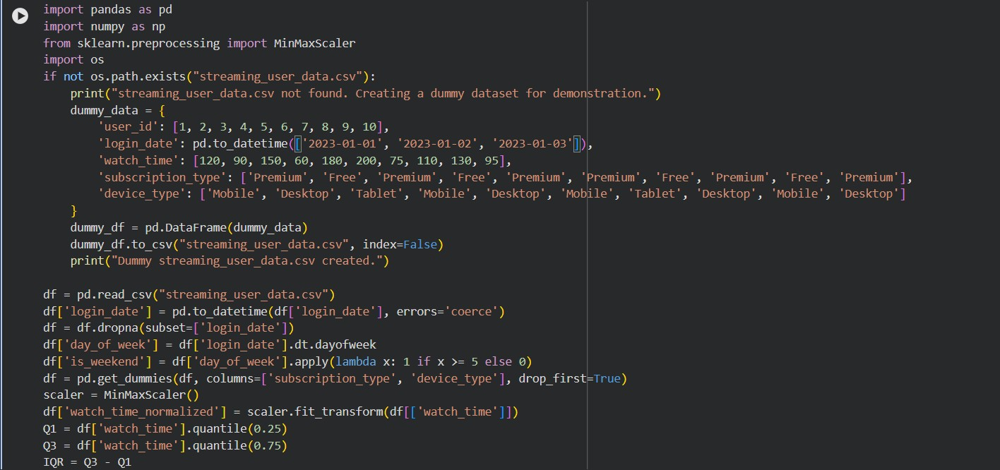 import pandas as pd
import numpy as np
from sklearn.preprocessing import MinMaxScaler
import os
if not os.path.exists("streaming_user_data.csv"):
    print("streaming_user_data.csv not found. Creating a dummy dataset for demonstration.")
    dummy_data = {
        'user_id': [1, 2, 3, 4, 5, 6, 7, 8, 9, 10],
        'login_date': pd.to_datetime(['2023-01-01', '2023-01-02', '2023-01-03']),
        'watch_time': [120, 90, 150, 60, 180, 200, 75, 110, 130, 95],
        'subscription_type': ['Premium', 'Free', 'Premium', 'Free', 'Premium', 'Premium', 'Free', 'Premium', 'Free', 'Premium'],
        'device_type': ['Mobile', 'Desktop', 'Tablet', 'Mobile', 'Desktop', 'Mobile', 'Tablet', 'Desktop', 'Mobile', 'Desktop']
    }
    dummy_df = pd.DataFrame(dummy_data)
    dummy_df.to_csv("streaming_user_data.csv", index=False)
    print("Dummy streaming_user_data.csv created.")

df = pd.read_csv("streaming_user_data.csv")
df['login_date'] = pd.to_datetime(df['login_date'], errors='coerce')
df = df.dropna(subset=['login_date'])
df['day_of_week'] = df['login_date'].dt.dayofweek
df['is_weekend'] = df['day_of_week'].apply(lambda x: 1 if x >= 5 else 0)
df = pd.get_dummies(df, columns=['subscription_type', 'device_type'], drop_first=True)
scaler = MinMaxScaler()
df['watch_time_normalized'] = scaler.fit_transform(df[['watch_time']])
Q1 = df['watch_time'].quantile(0.25)
Q3 = df['watch_time'].quantile(0.75)
IQR = Q3 - Q1